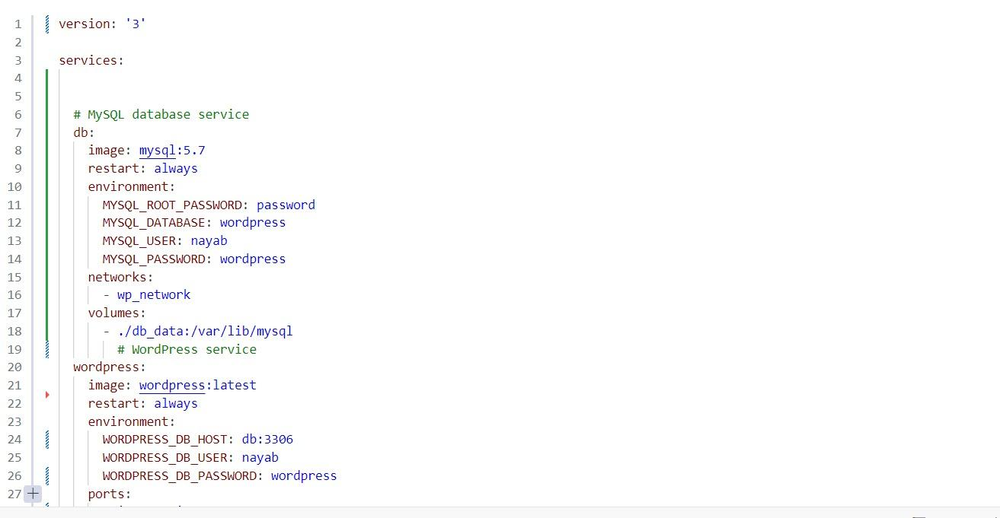 1 version: '3'
2
3 services:
4
5
6 # MySQL database service
7 db:
8 image: mysql:5.7
9 restart: always
10 environment:
11 MYSQL_ROOT_PASSWORD: password
12 MYSQL_DATABASE: wordpress
13 MYSQL_USER: nayab
14 MYSQL_PASSWORD: wordpress
15 networks:
16 - wp_network
17 volumes:
18 - ./db_data:/var/lib/mysql
19 # WordPress service
20 wordpress:
21 image: wordpress:latest
22 restart: always
23 environment:
24 WORDPRESS_DB_HOST: db:3306
25 WORDPRESS_DB_USER: nayab
26 WORDPRESS_DB_PASSWORD: wordpress
27 + ports: